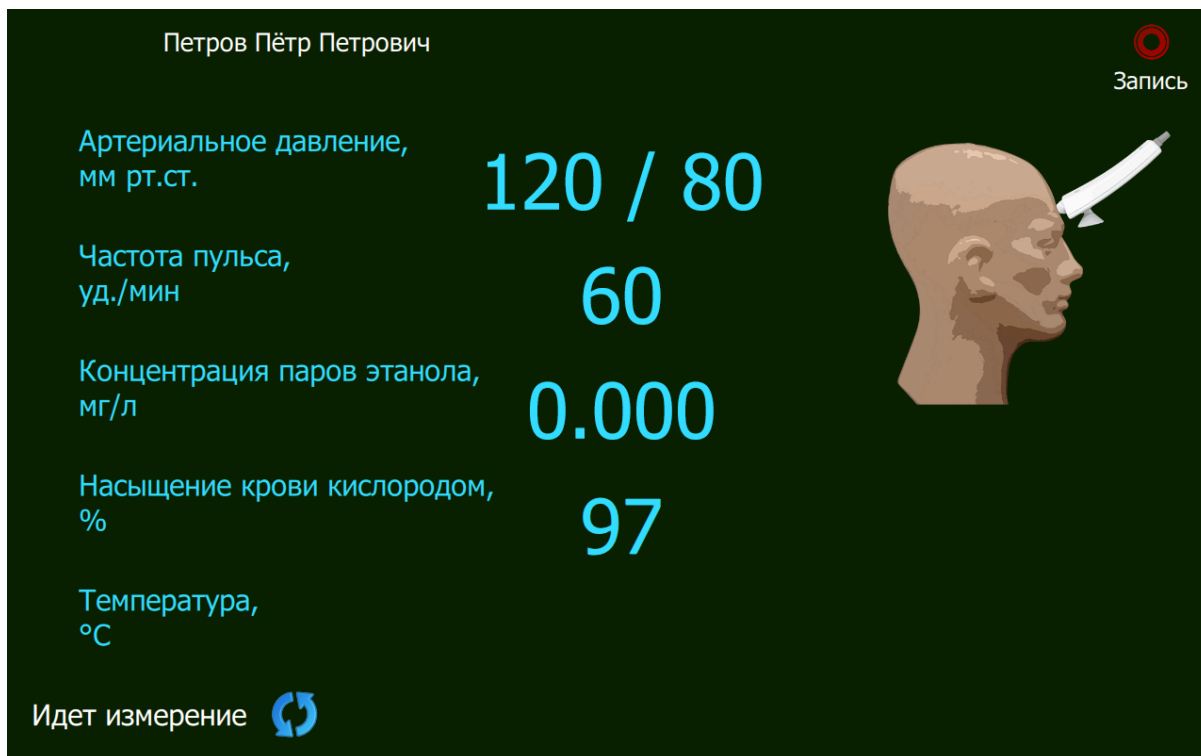 Петров Пётр Петрович
Запись
Артериальное давление,
мм рт.ст.
120 / 80
Частота пульса,
уд./мин
60
Концентрация паров этанола,
мг/л
0.000
Насыщение крови кислородом,
%
97
Температура,
°C
Идет измерение